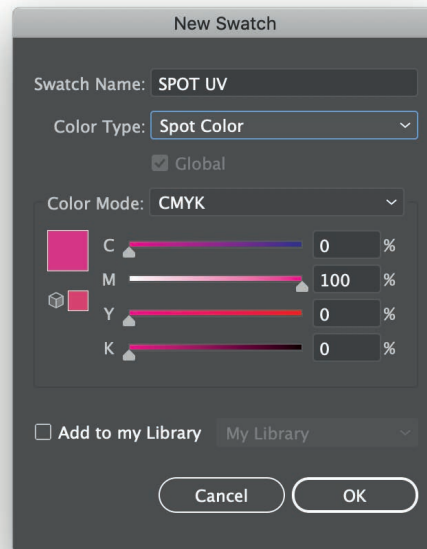 New Swatch
Swatch Name: SPOT UV
Color Type: Spot Color
Global
Color Mode: CMYK
C 0 %
M 100 %
Y 0 %
K 0 %
Add to my Library My Library
Cancel OK